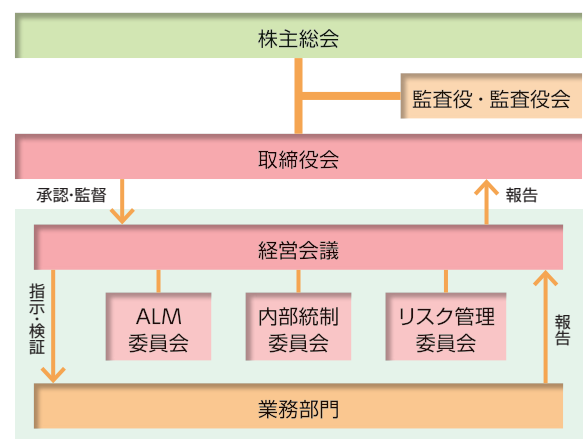 株主総会
監査役・監査役会
取締役会
承認・監督
報告
経営会議
指示・検証
ALM
委員会
内部統制
委員会
リスク管理
委員会
報告
業務部門